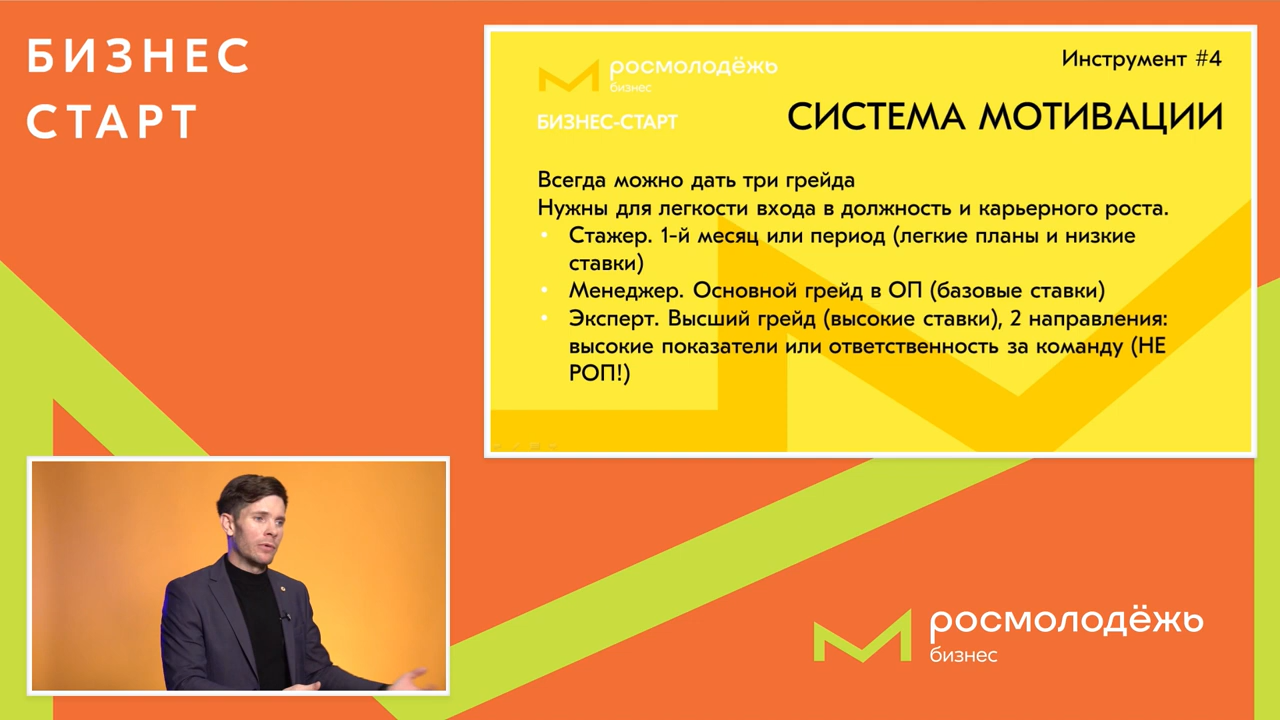 БИЗНЕС
СТАРТ
росмолодёжь
бизнес
БИЗНЕС-СТАРТ
Инструмент #4
СИСТЕМА МОТИВАЦИИ
Всегда можно дать три грейда
Нужны для легкости входа в должность и карьерного роста.
• Стажер. 1-й месяц или период (легкие планы и низкие
ставки)
• Менеджер. Основной грейд в ОП (базовые ставки)
• Эксперт. Высший грейд (высокие ставки), 2 направления:
высокие показатели или ответственность за команду (НЕ
РОП!)
росмолодёжь
бизнес